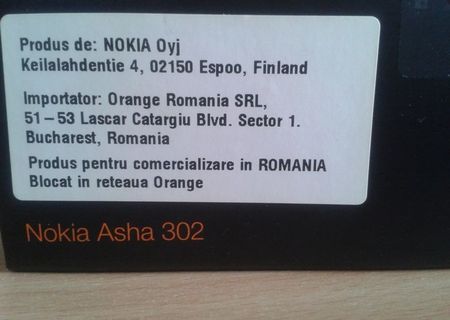 Produs de: NOKIA Oyj
Keilalahdentie 4, 02150 Espoo, Finland
Importator: Orange Romania SRL,
51–53 Lascar Catargiu Blvd. Sector 1.
Bucharest, Romania
Produs pentru comercializare in ROMANIA
Blocat in reteaua Orange
Nokia Asha 302